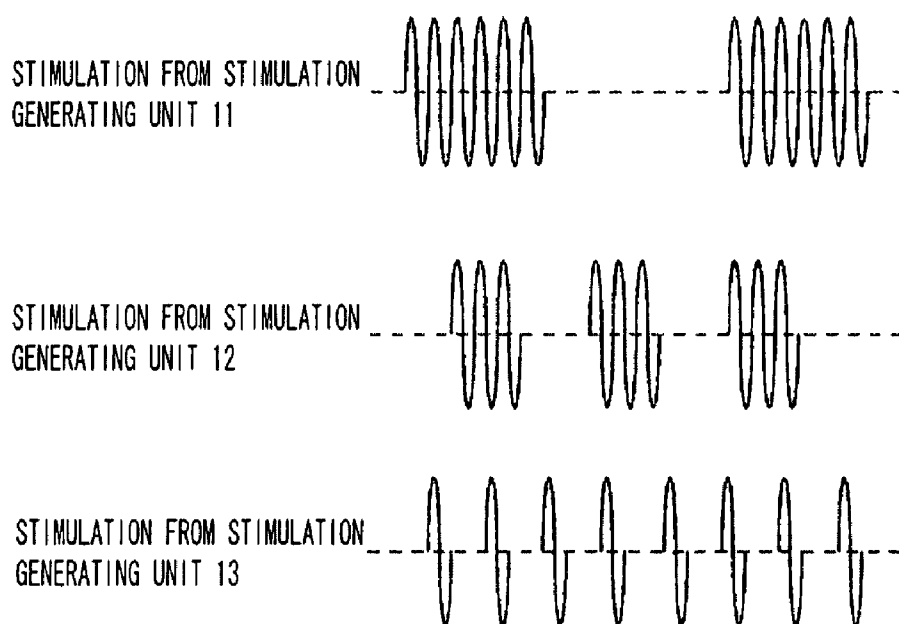 STIMULATION FROM STIMULATION
GENERATING UNIT 11
STIMULATION FROM STIMULATION
GENERATING UNIT 12
STIMULATION FROM STIMULATION
GENERATING UNIT 13